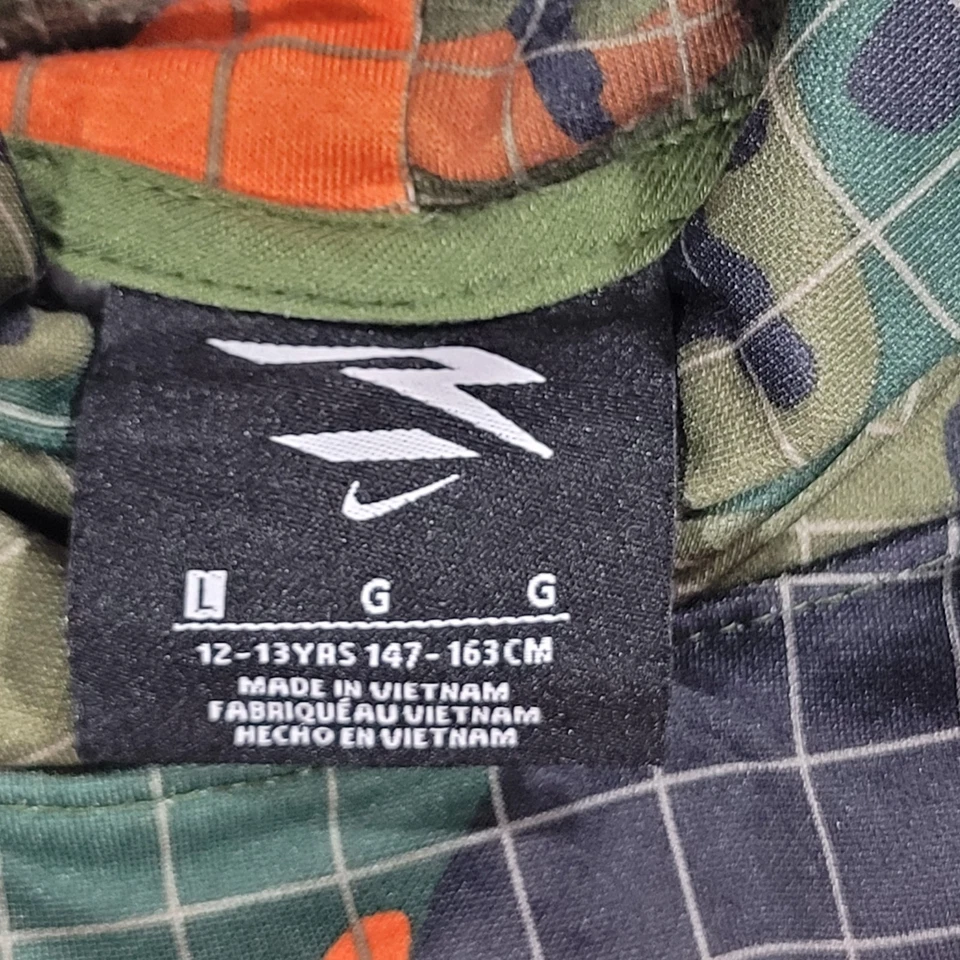 L G G
12-13YRS 147-163CM
MADE IN VIETNAM
FABRIQUÉ AU VIETNAM
HECHO EN VIETNAM